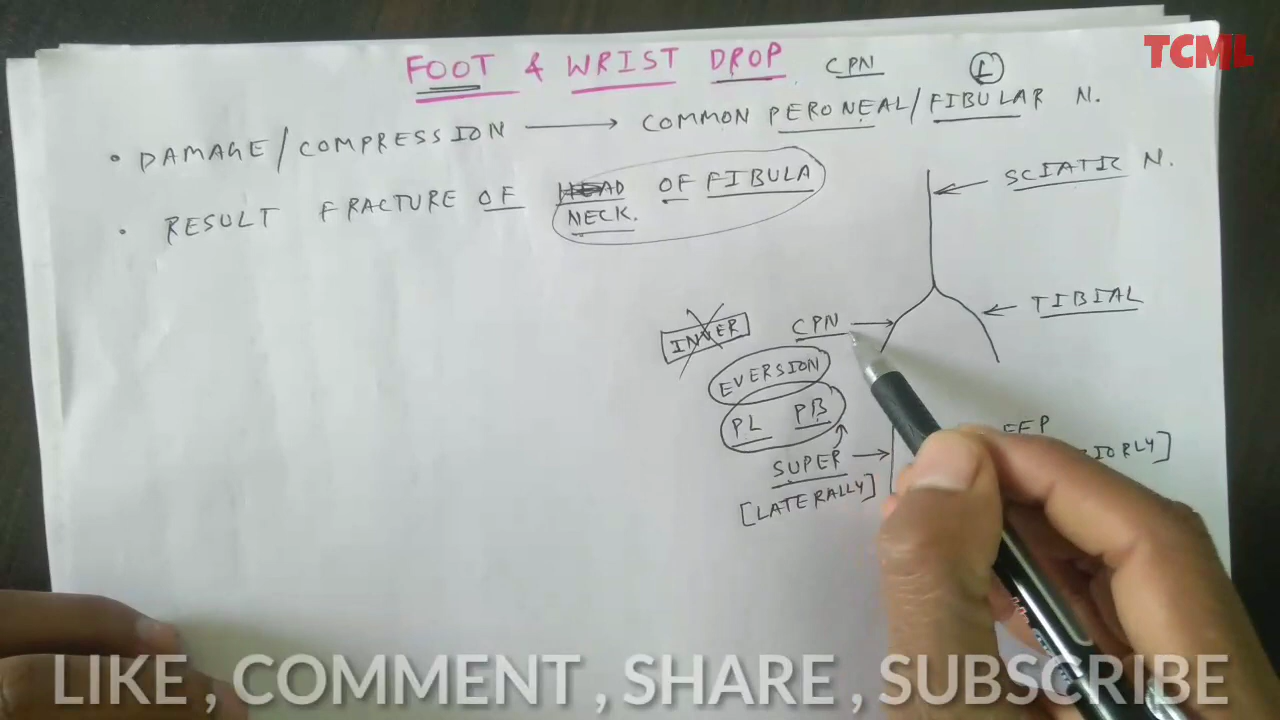 TCML
FOOT & WRIST DROP CPN L
• DAMAGE/COMPRESSION → COMMON PERONEAL/FIBULAR N.
• RESULT FRACTURE OF HEAD OF FIBULA
NECK.
SCIATIC N.
TIBIAL
INVER CPN
EVERSION
PL PB
SUPER
[LATERALLY]
LIKE , COMMENT , SHARE , SUBSCRIBE